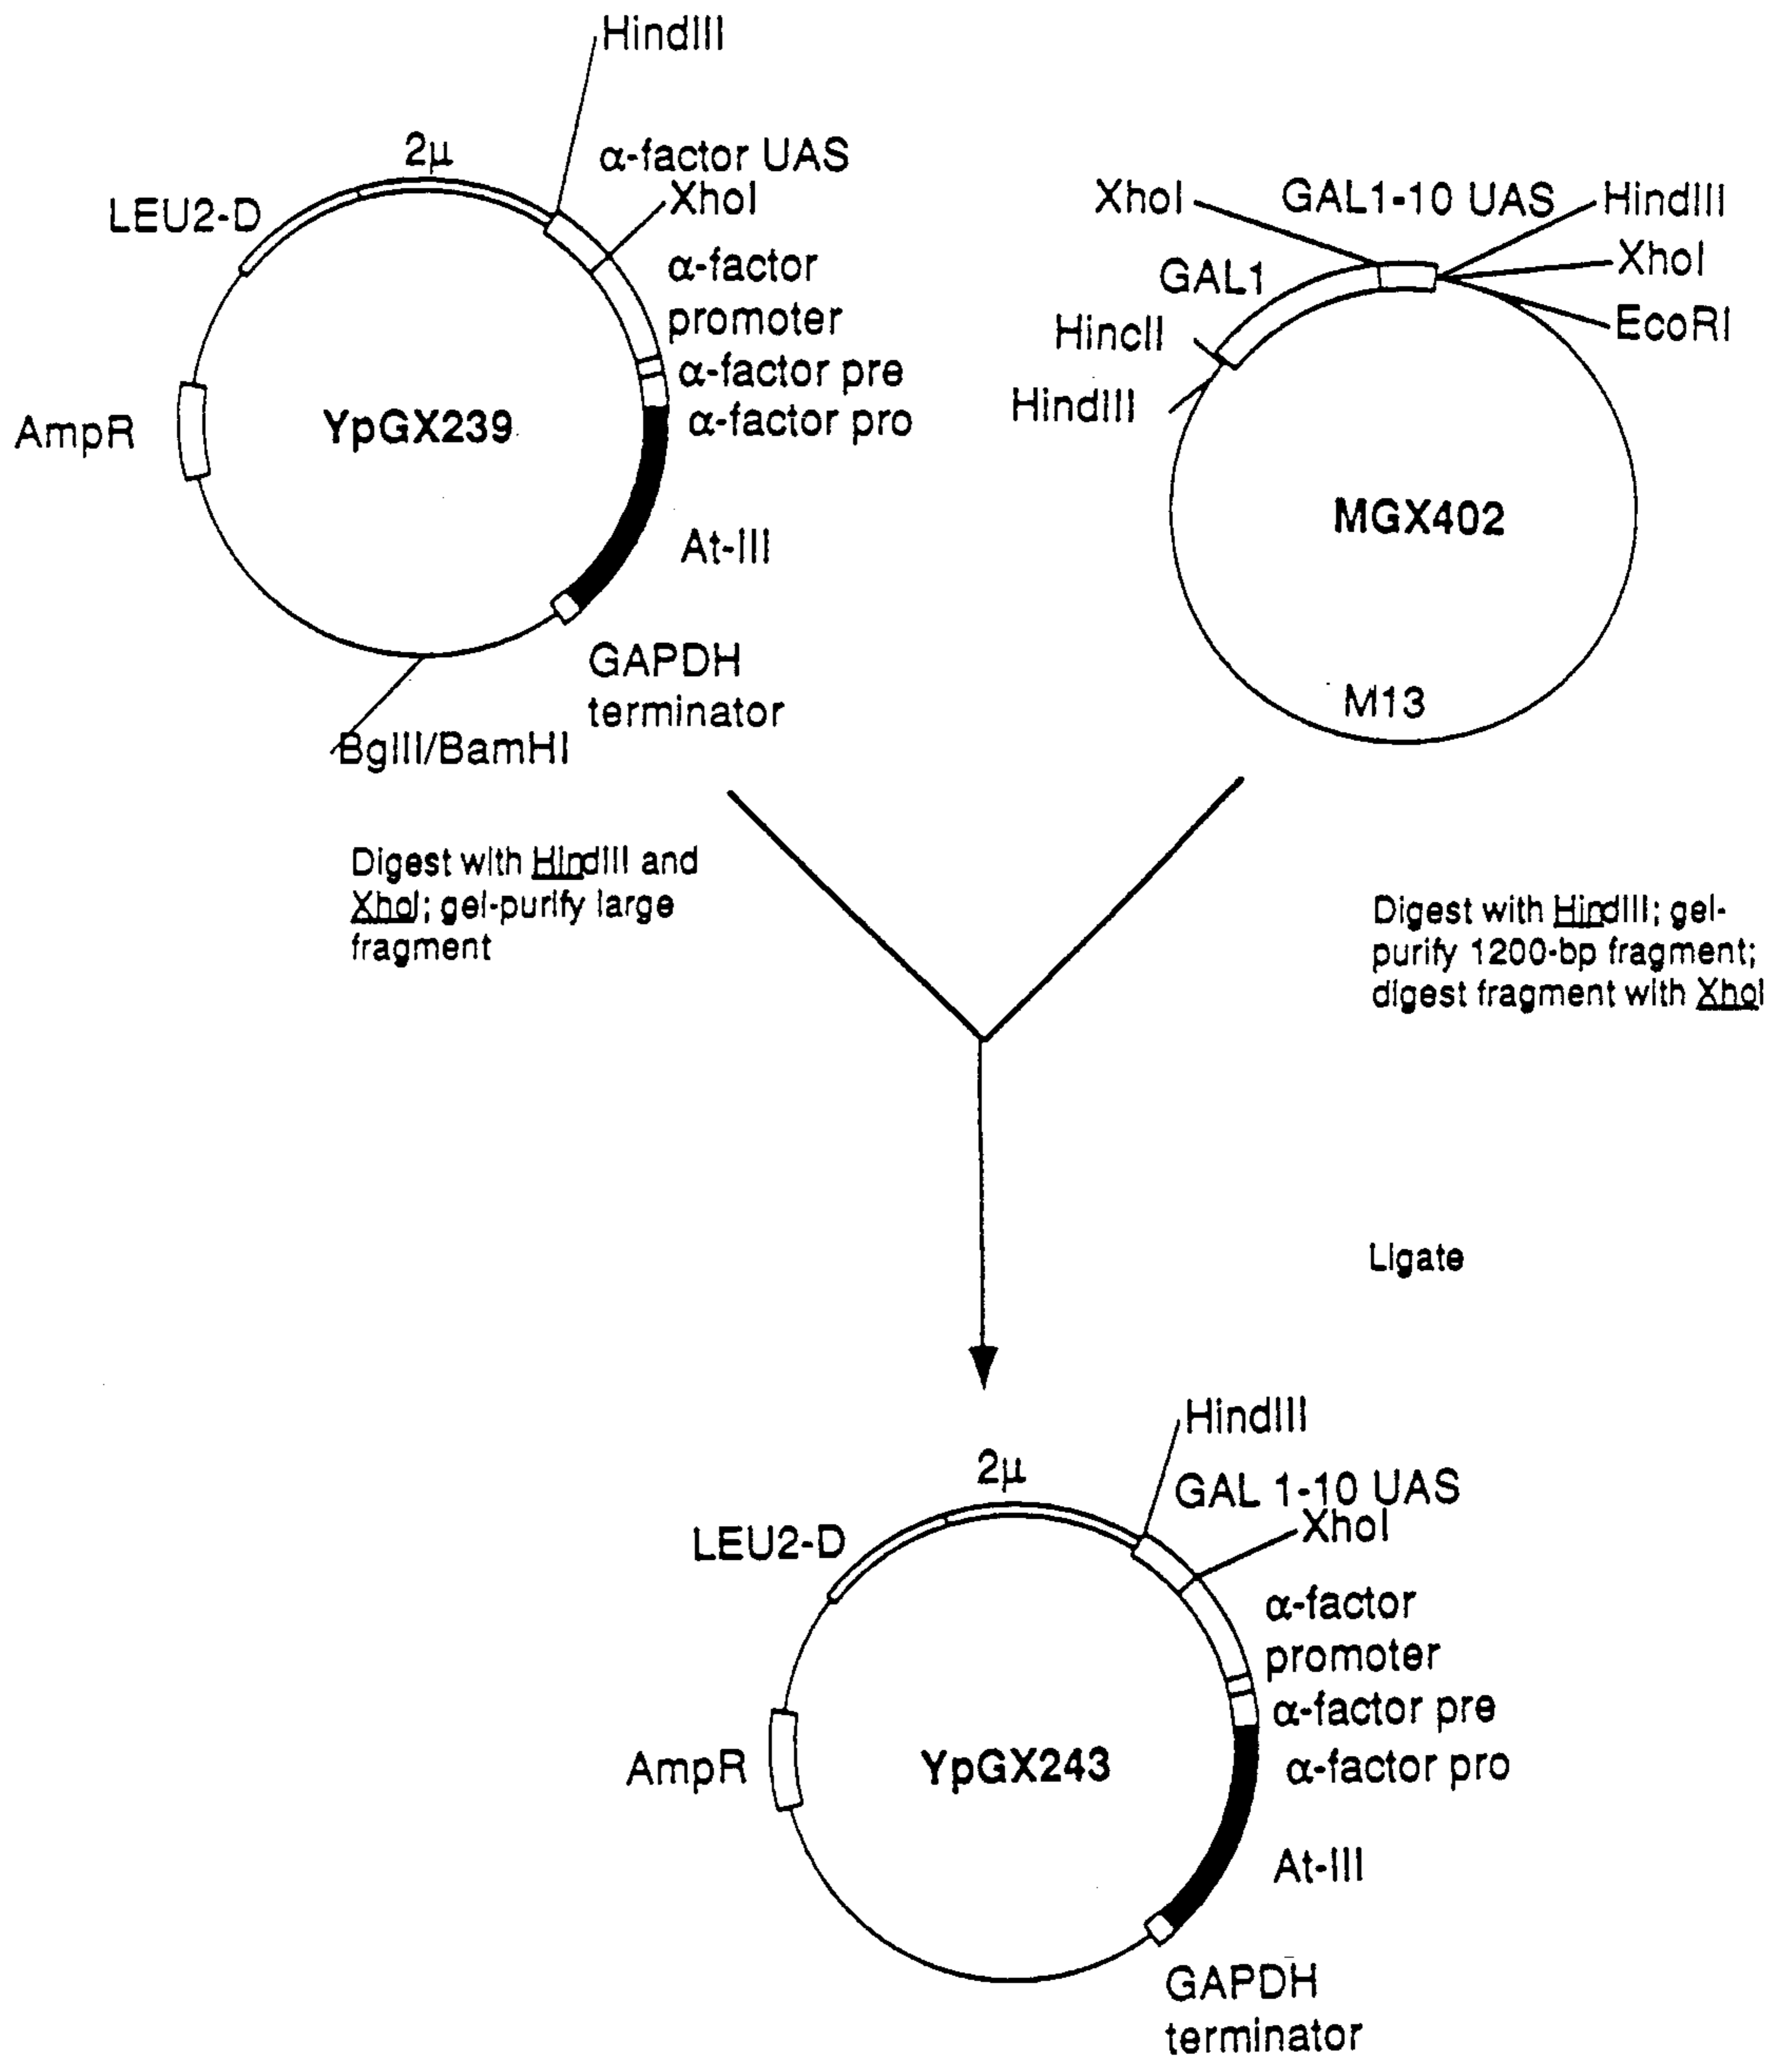 HindIII
2μ
α-factor UAS
XhoI
LEU2-D
α-factor
promoter
α-factor pre
α-factor pro
AmpR
YpGX239
At-III
GAPDH
terminator
BglII/BamHI
XhoI
GAL1-10 UAS
HindIII
XhoI
GAL1
EcoRI
HincII
HindIII
MGX402
M13
Digest with HindIII and
XhoI; gel-purify large
fragment
Digest with HindIII; gel-
purify 1200-bp fragment;
digest fragment with XhoI
Ligate
HindIII
2μ
GAL 1-10 UAS
XhoI
LEU2-D
α-factor
promoter
α-factor pre
AmpR
YpGX243
α-factor pro
At-III
GAPDH
terminator